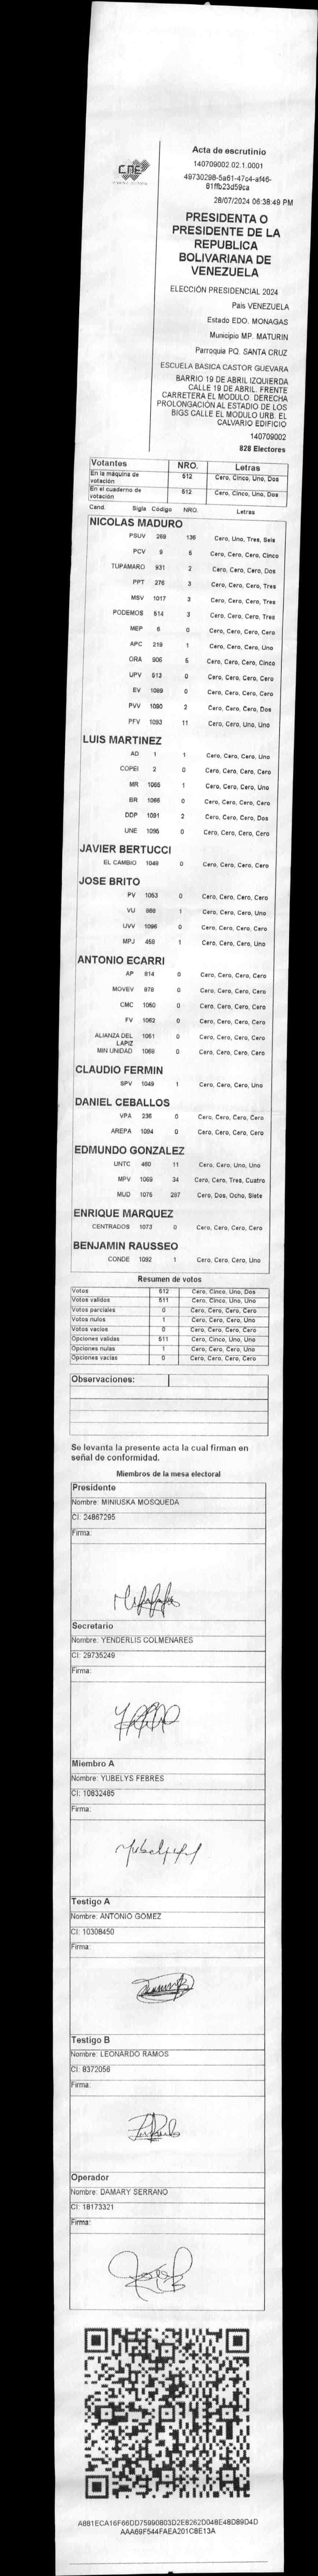 CNE
Acta de escrutinio
140709002.02.1.0001
49730298-5a61-47c4-af46-
81ffb23d59ca
28/07/2024 06:38:49 PM
PRESIDENTA O
PRESIDENTE DE LA
REPUBLICA
BOLIVARIANA DE
VENEZUELA
ELECCIÓN PRESIDENCIAL 2024
País VENEZUELA
Estado EDO. MONAGAS
Municipio MP. MATURIN
Parroquia PQ. SANTA CRUZ
ESCUELA BASICA CASTOR GUEVARA
BARRIO 19 DE ABRIL IZQUIERDA
CALLE 19 DE ABRIL. FRENTE
CARRETERA EL MODULO. DERECHA
PROLONGACIÓN AL ESTADIO DE LOS
BIGS CALLE EL MODULO URB. EL
CALVARIO EDIFICIO
140709002
828 Electores
Votantes NRO. Letras
En la máquina de votación 512 Cero, Cinco, Uno, Dos
En el cuaderno de votación 512 Cero, Cinco, Uno, Dos
Cand. Sigla Código NRO. Letras
NICOLAS MADURO
PSUV 269 136 Cero, Uno, Tres, Seis
PCV 9 5 Cero, Cero, Cero, Cinco
TUPAMARO 931 2 Cero, Cero, Cero, Dos
PPT 276 3 Cero, Cero, Cero, Tres
MSV 1017 3 Cero, Cero, Cero, Tres
PODEMOS 514 3 Cero, Cero, Cero, Tres
MEP 6 0 Cero, Cero, Cero, Cero
APC 219 1 Cero, Cero, Cero, Uno
ORA 906 5 Cero, Cero, Cero, Cinco
UPV 513 0 Cero, Cero, Cero, Cero
EV 1089 0 Cero, Cero, Cero, Cero
PVV 1090 2 Cero, Cero, Cero, Dos
PFV 1093 11 Cero, Cero, Uno, Uno
LUIS MARTINEZ
AD 1 1 Cero, Cero, Cero, Uno
COPEI 2 0 Cero, Cero, Cero, Cero
MR 1065 1 Cero, Cero, Cero, Uno
BR 1066 0 Cero, Cero, Cero, Cero
DDP 1091 2 Cero, Cero, Cero, Dos
UNE 1095 0 Cero, Cero, Cero, Cero
JAVIER BERTUCCI
EL CAMBIO 1049 0 Cero, Cero, Cero, Cero
JOSE BRITO
PV 1053 0 Cero, Cero, Cero, Cero
VU 868 1 Cero, Cero, Cero, Uno
UVV 1096 0 Cero, Cero, Cero, Cero
MPJ 458 1 Cero, Cero, Cero, Uno
ANTONIO ECARRI
AP 814 0 Cero, Cero, Cero, Cero
MOVEV 878 0 Cero, Cero, Cero, Cero
CMC 1050 0 Cero, Cero, Cero, Cero
FV 1062 0 Cero, Cero, Cero, Cero
ALIANZA DEL LAPIZ 1051 0 Cero, Cero, Cero, Cero
MIN UNIDAD 1068 0 Cero, Cero, Cero, Cero
CLAUDIO FERMIN
SPV 1049 1 Cero, Cero, Cero, Uno
DANIEL CEBALLOS
VPA 236 0 Cero, Cero, Cero, Cero
AREPA 1094 0 Cero, Cero, Cero, Cero
EDMUNDO GONZALEZ
UNTC 460 11 Cero, Cero, Uno, Uno
MPV 1069 34 Cero, Cero, Tres, Cuatro
MUD 1075 287 Cero, Dos, Ocho, Siete
ENRIQUE MARQUEZ
CENTRADOS 1073 0 Cero, Cero, Cero, Cero
BENJAMIN RAUSSEO
CONDE 1092 1 Cero, Cero, Cero, Uno
Resumen de votos
Votos 512 Cero, Cinco, Uno, Dos
Votos validos 511 Cero, Cinco, Uno, Uno
Votos parciales 0 Cero, Cero, Cero, Cero
Votos nulos 1 Cero, Cero, Cero, Uno
Votos vacíos 0 Cero, Cero, Cero, Cero
Opciones validas 511 Cero, Cinco, Uno, Uno
Opciones nulas 1 Cero, Cero, Cero, Uno
Opciones vacías 0 Cero, Cero, Cero, Cero
Observaciones:
Se levanta la presente acta la cual firman en
señal de conformidad.
Miembros de la mesa electoral
Presidente
Nombre: MINIUSKA MOSQUEDA
CI: 24867295
Firma:
Secretario
Nombre: YENDERLIS COLMENARES
CI: 29735249
Firma:
Miembro A
Nombre: YUBELYS FEBRES
CI: 10832485
Firma:
Testigo A
Nombre: ANTONIO GOMEZ
CI: 10308450
Firma:
Testigo B
Nombre: LEONARDO RAMOS
CI: 8372056
Firma:
Operador
Nombre: DAMARY SERRANO
CI: 18173321
Firma:
A881ECA16F66DD75990803D2E8262D048E48D89D4D
AAA69F544FAEA201C8E13A